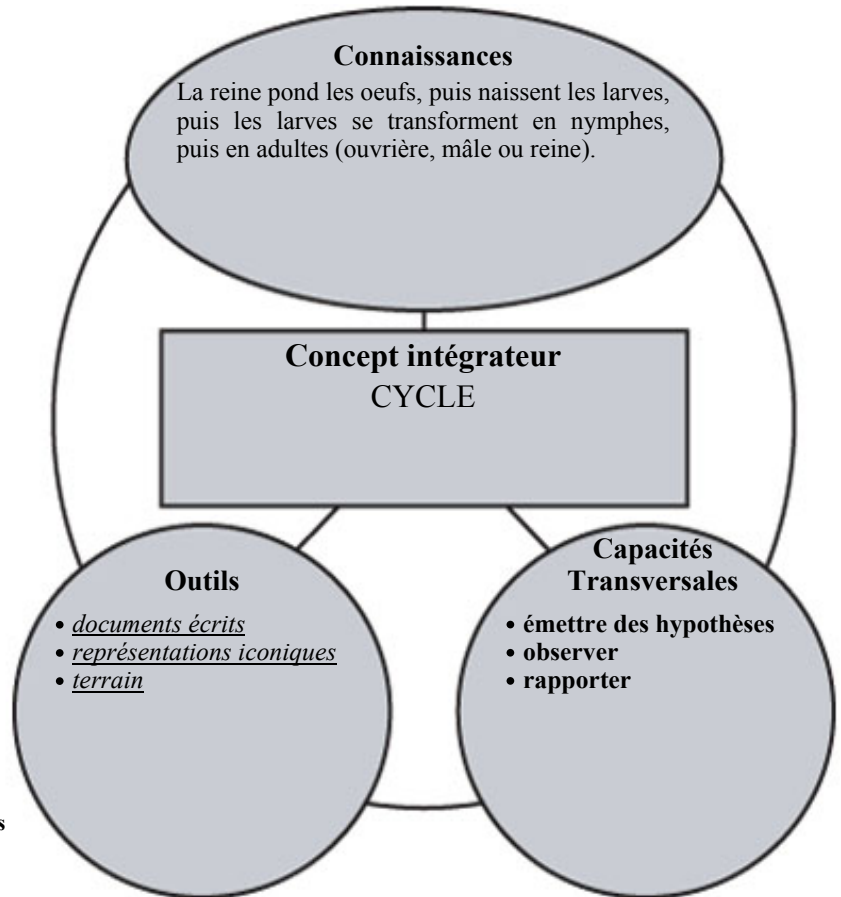 Connaissances
La reine pond les oeufs, puis naissent les larves,
puis les larves se transforment en nymphes,
puis en adultes (ouvrière, mâle ou reine).
Concept intégrateur
CYCLE
Outils
• documents écrits
• représentations iconiques
• terrain
Capacités
Transversales
• émettre des hypothèses
• observer
• rapporter
s